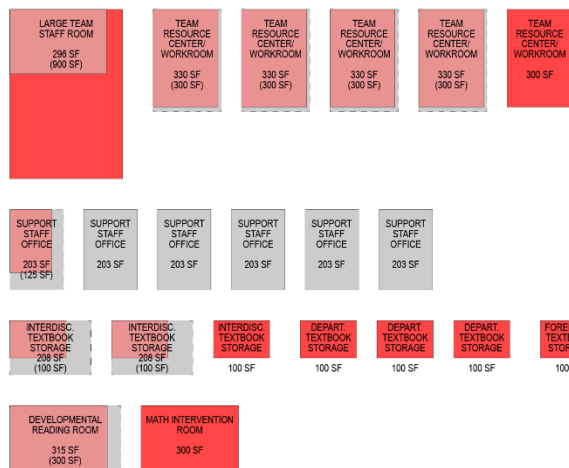 LARGE TEAM
STAFF ROOM
296 SF
(900 SF)
TEAM
RESOURCE
CENTER/
WORKROOM
330 SF
(300 SF)
TEAM
RESOURCE
CENTER/
WORKROOM
330 SF
(300 SF)
TEAM
RESOURCE
CENTER/
WORKROOM
330 SF
(300 SF)
TEAM
RESOURCE
CENTER/
WORKROOM
330 SF
(300 SF)
TEAM
RESOURCE
CENTER/
WORKROOM
300 SF
SUPPORT
STAFF
OFFICE
203 SF
(125 SF)
SUPPORT
STAFF
OFFICE
203 SF
SUPPORT
STAFF
OFFICE
203 SF
SUPPORT
STAFF
OFFICE
203 SF
SUPPORT
STAFF
OFFICE
203 SF
SUPPORT
STAFF
OFFICE
203 SF
INTERDISC.
TEXTBOOK
STORAGE
208 SF
(100 SF)
INTERDISC.
TEXTBOOK
STORAGE
208 SF
(100 SF)
INTERDISC.
TEXTBOOK
STORAGE
100 SF
DEPART.
TEXTBOOK
STORAGE
100 SF
DEPART.
TEXTBOOK
STORAGE
100 SF
DEPART.
TEXTBOOK
STORAGE
100 SF
100
DEVELOPMENTAL
READING ROOM
315 SF
(300 SF)
MATH INTERVENTION
ROOM
300 SF